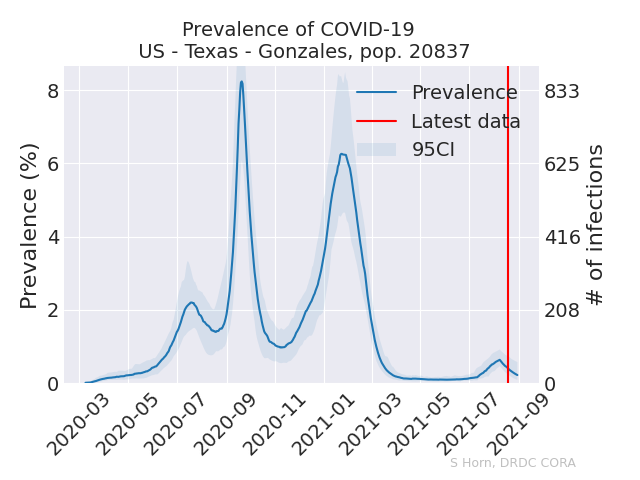 Prevalence of COVID-19
US - Texas - Gonzales, pop. 20837
Prevalence
Latest data
95CI
Prevalence (%)
8
6
4
2
0
833
625
416
208
0
# of infections
2020-03
2020-05
2020-07
2020-09
2020-11
2021-01
2021-03
2021-05
2021-07
2021-09
S Horn, DRDC CORA